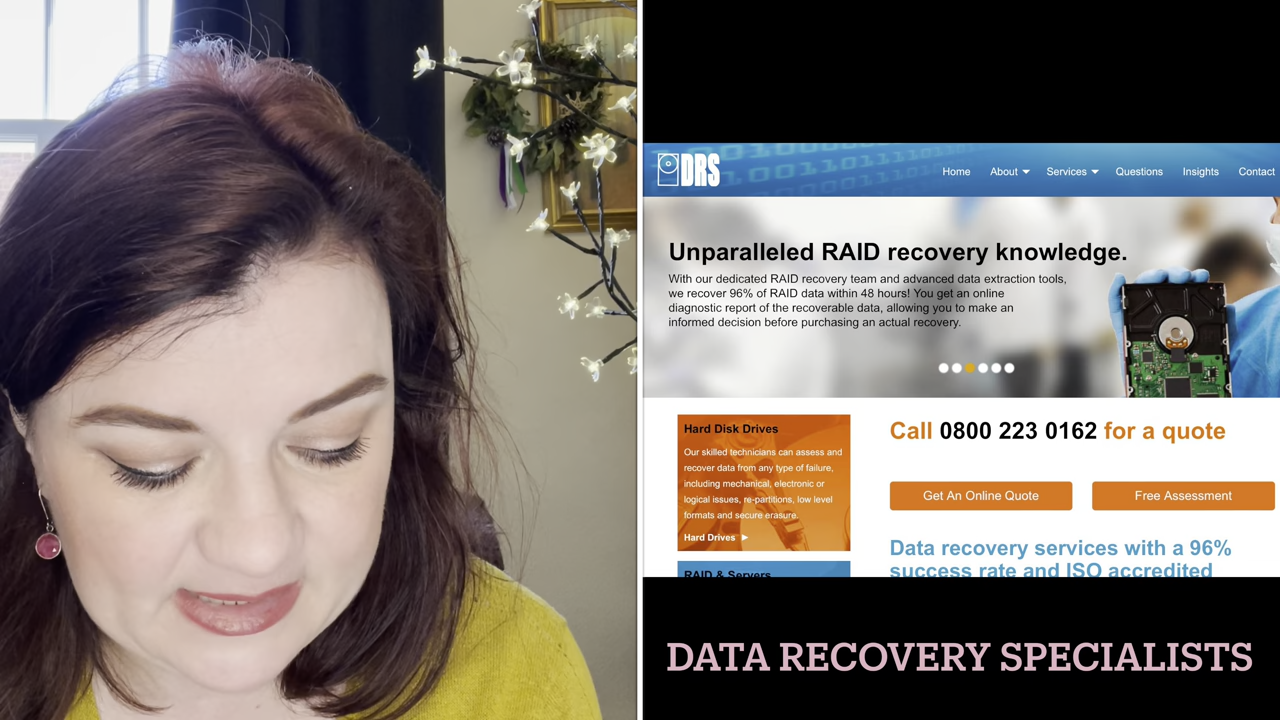 DRS
Home About Services Questions Insights Contact
Unparalleled RAID recovery knowledge.
With our dedicated RAID recovery team and advanced data extraction tools,
we recover 96% of RAID data within 48 hours! You get an online
diagnostic report of the recoverable data, allowing you to make an
informed decision before purchasing an actual recovery.
Hard Disk Drives
Our skilled technicians can assess and
recover data from any type of failure,
including mechanical, electronic or
logical issues, re-partitions, low level
formats and secure erasure.
Hard Drives
RAID & Servers
Call 0800 223 0162 for a quote
Get An Online Quote
Free Assessment
Data recovery services with a 96%
success rate and ISO accredited
DATA RECOVERY SPECIALISTS